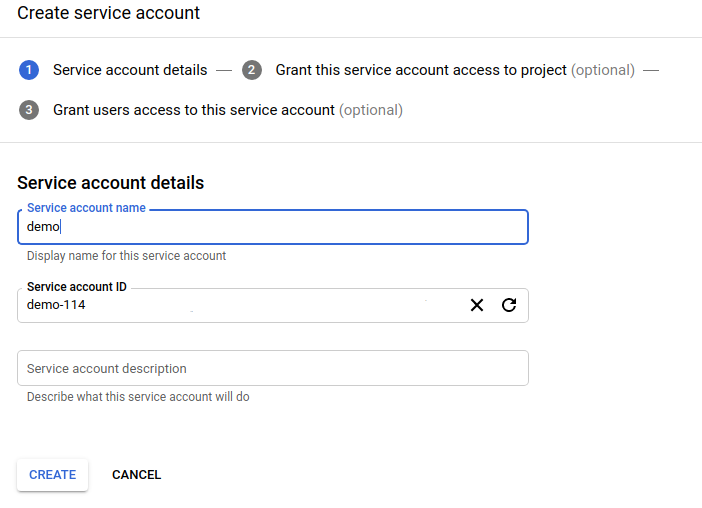 Create service account
1 Service account details — 2 Grant this service account access to project (optional) —
3 Grant users access to this service account (optional)
Service account details
Service account name
demo
Display name for this service account
Service account ID
demo-114
Service account description
Describe what this service account will do
CREATE CANCEL